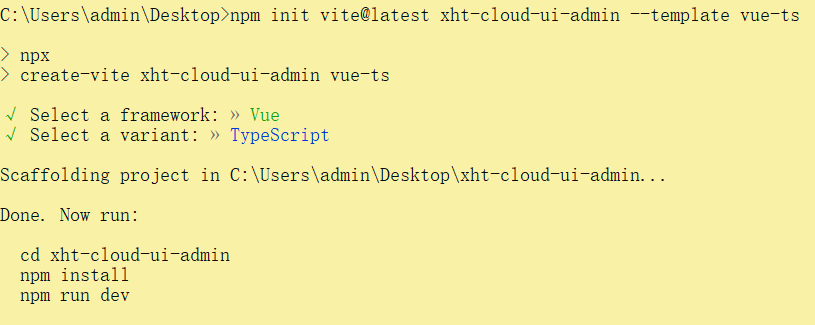 C:\Users\admin\Desktop>npm init vite@latest xht-cloud-ui-admin --template vue-ts
> npx
> create-vite xht-cloud-ui-admin vue-ts
√ Select a framework: » Vue
√ Select a variant: » TypeScript
Scaffolding project in C:\Users\admin\Desktop\xht-cloud-ui-admin...
Done. Now run:
cd xht-cloud-ui-admin
npm install
npm run dev